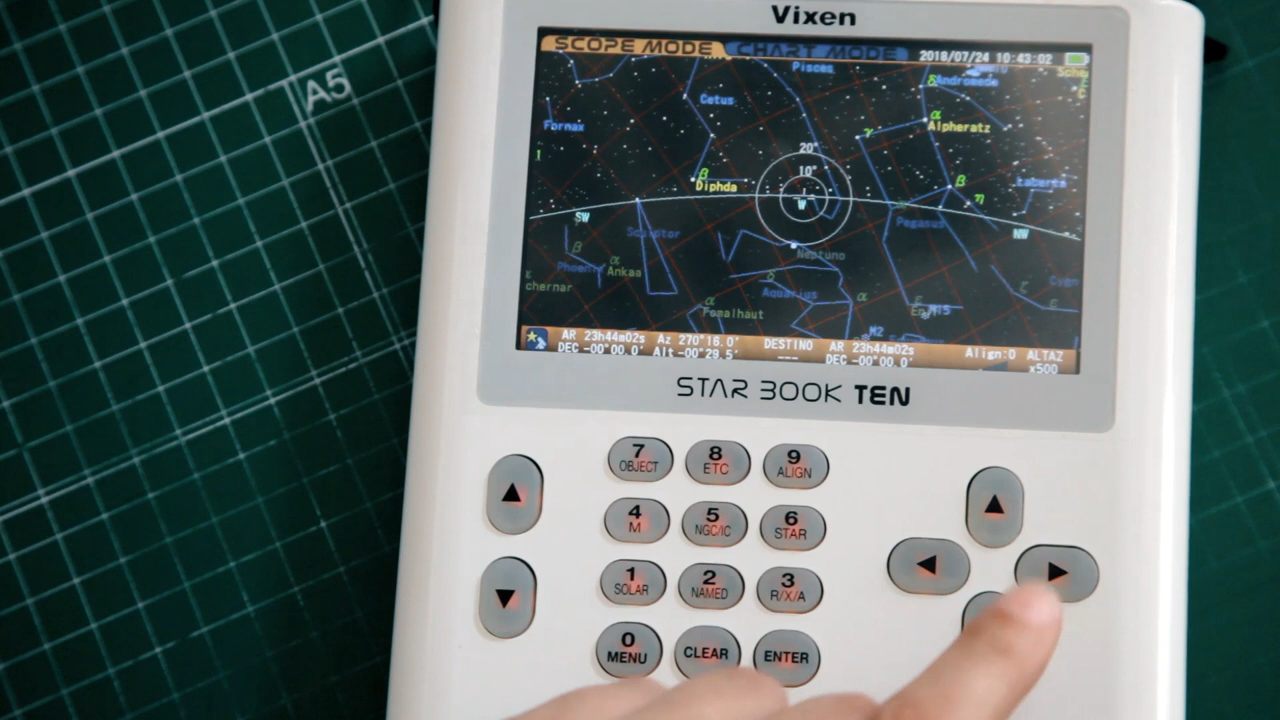 A5
Vixen
SCOPE MODE CHART MODE 2018/07/24 10:43:02
Pisces
Cetus
Andromeda
Fornax
α
Alpheratz
γ
20°
10°
β
Diphda
β
η
Lacerta
W
SW
NW
Sculptor
Pegasus
β
Phoenix
α
Ankaa
Neptuno
chernar
δ
Aquarius
α
Fomalhaut
α
ε
M15
Cygn
ζ
ε
M2
AR 23h44m02s Az 270°16.0' DESTINO AR 23h44m02s Align:0 ALTAZ
DEC -00°00.0' Alt -00°29.5' --- DEC -00°00.0' x500
STAR BOOK TEN
7 OBJECT
8 ETC
9 ALIGN
4 M
5 NGC/IC
6 STAR
1 SOLAR
2 NAMED
3 R/X/A
0 MENU
CLEAR
ENTER